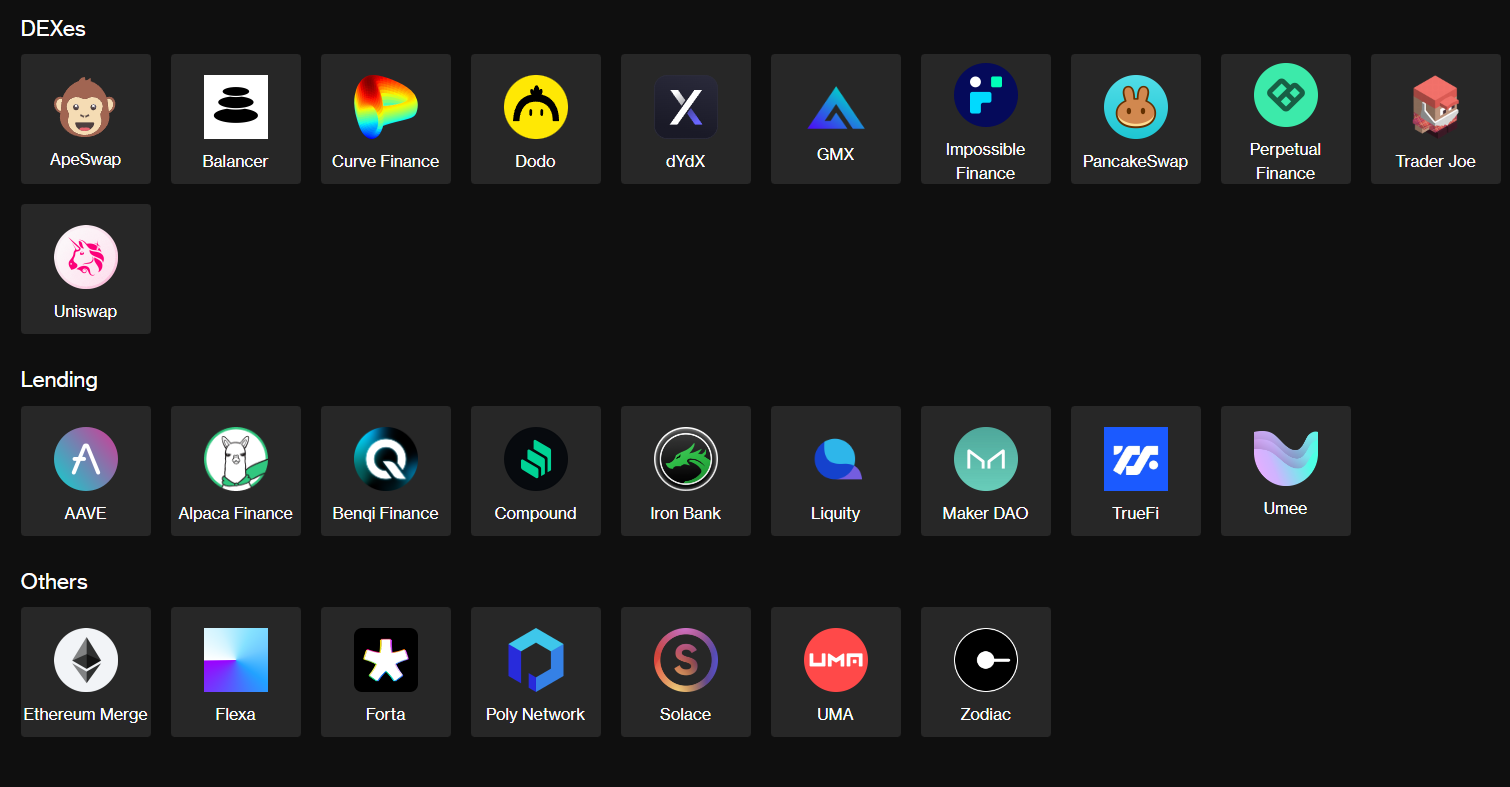 DEXes
ApeSwap
Balancer
Curve Finance
Dodo
dYdX
GMX
Impossible
Finance
PancakeSwap
Perpetual
Finance
Trader Joe
Uniswap
Lending
AAVE
Alpaca Finance
Benqi Finance
Compound
Iron Bank
Liquity
Maker DAO
TrueFi
Umee
Others
Ethereum Merge
Flexa
Forta
Poly Network
Solace
UMA
UMA
Zodiac